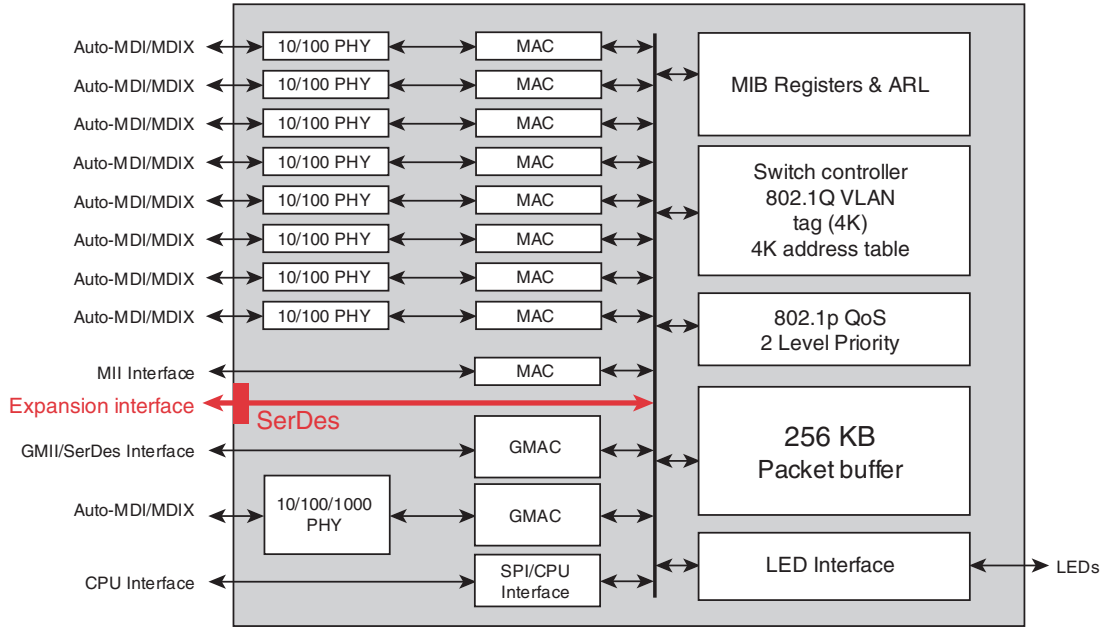 Auto-MDI/MDIX
10/100 PHY
MAC
Auto-MDI/MDIX
10/100 PHY
MAC
Auto-MDI/MDIX
10/100 PHY
MAC
Auto-MDI/MDIX
10/100 PHY
MAC
Auto-MDI/MDIX
10/100 PHY
MAC
Auto-MDI/MDIX
10/100 PHY
MAC
Auto-MDI/MDIX
10/100 PHY
MAC
Auto-MDI/MDIX
10/100 PHY
MAC
MII Interface
MAC
Expansion interface
SerDes
GMII/SerDes Interface
GMAC
Auto-MDI/MDIX
10/100/1000
PHY
GMAC
CPU Interface
SPI/CPU
Interface
MIB Registers & ARL
Switch controller
802.1Q VLAN
tag (4K)
4K address table
802.1p QoS
2 Level Priority
256 KB
Packet buffer
LED Interface
LEDs